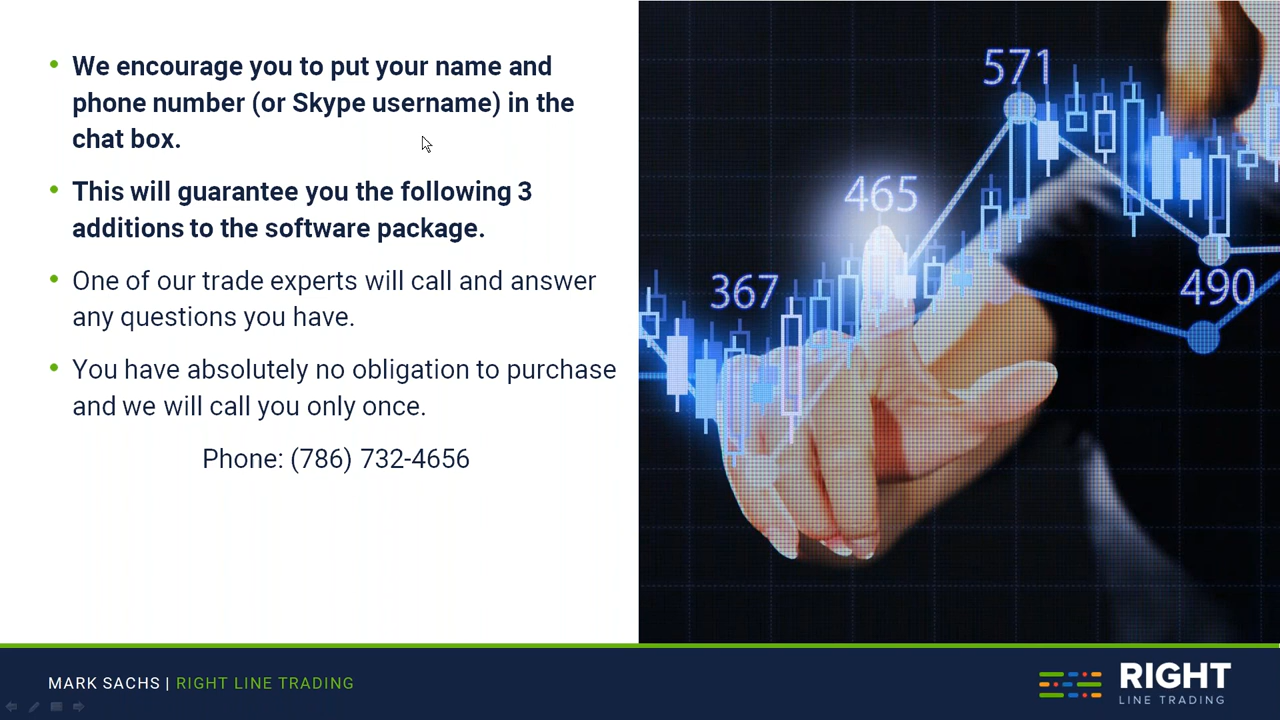 We encourage you to put your name and
phone number (or Skype username) in the
chat box.
This will guarantee you the following 3
additions to the software package.
One of our trade experts will call and answer
any questions you have.
You have absolutely no obligation to purchase
and we will call you only once.
Phone: (786) 732-4656
571
465
367
490
MARK SACHS | RIGHT LINE TRADING
RIGHT
LINE TRADING